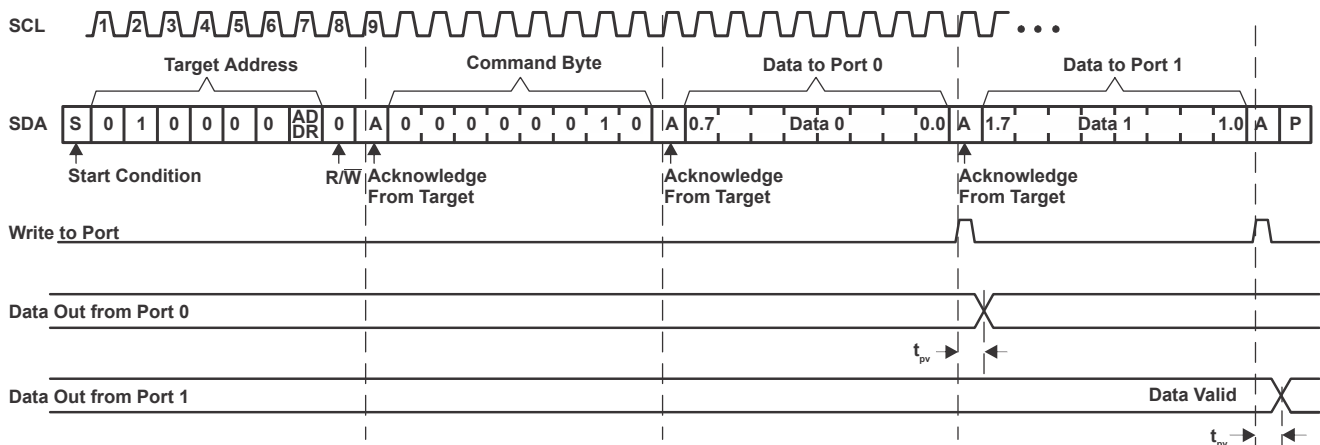 SCL 1 2 3 4 5 6 7 8 9 • • •
Target Address Command Byte Data to Port 0 Data to Port 1
SDA S 0 1 0 0 0 0 AD DR 0 A 0 0 0 0 0 0 1 0 A 0.7 Data 0 0.0 A 1.7 Data 1 1.0 A P
Start Condition R/W̅ Acknowledge From Target Acknowledge From Target Acknowledge From Target
Write to Port
Data Out from Port 0
tpv
Data Out from Port 1 Data Valid
tpv